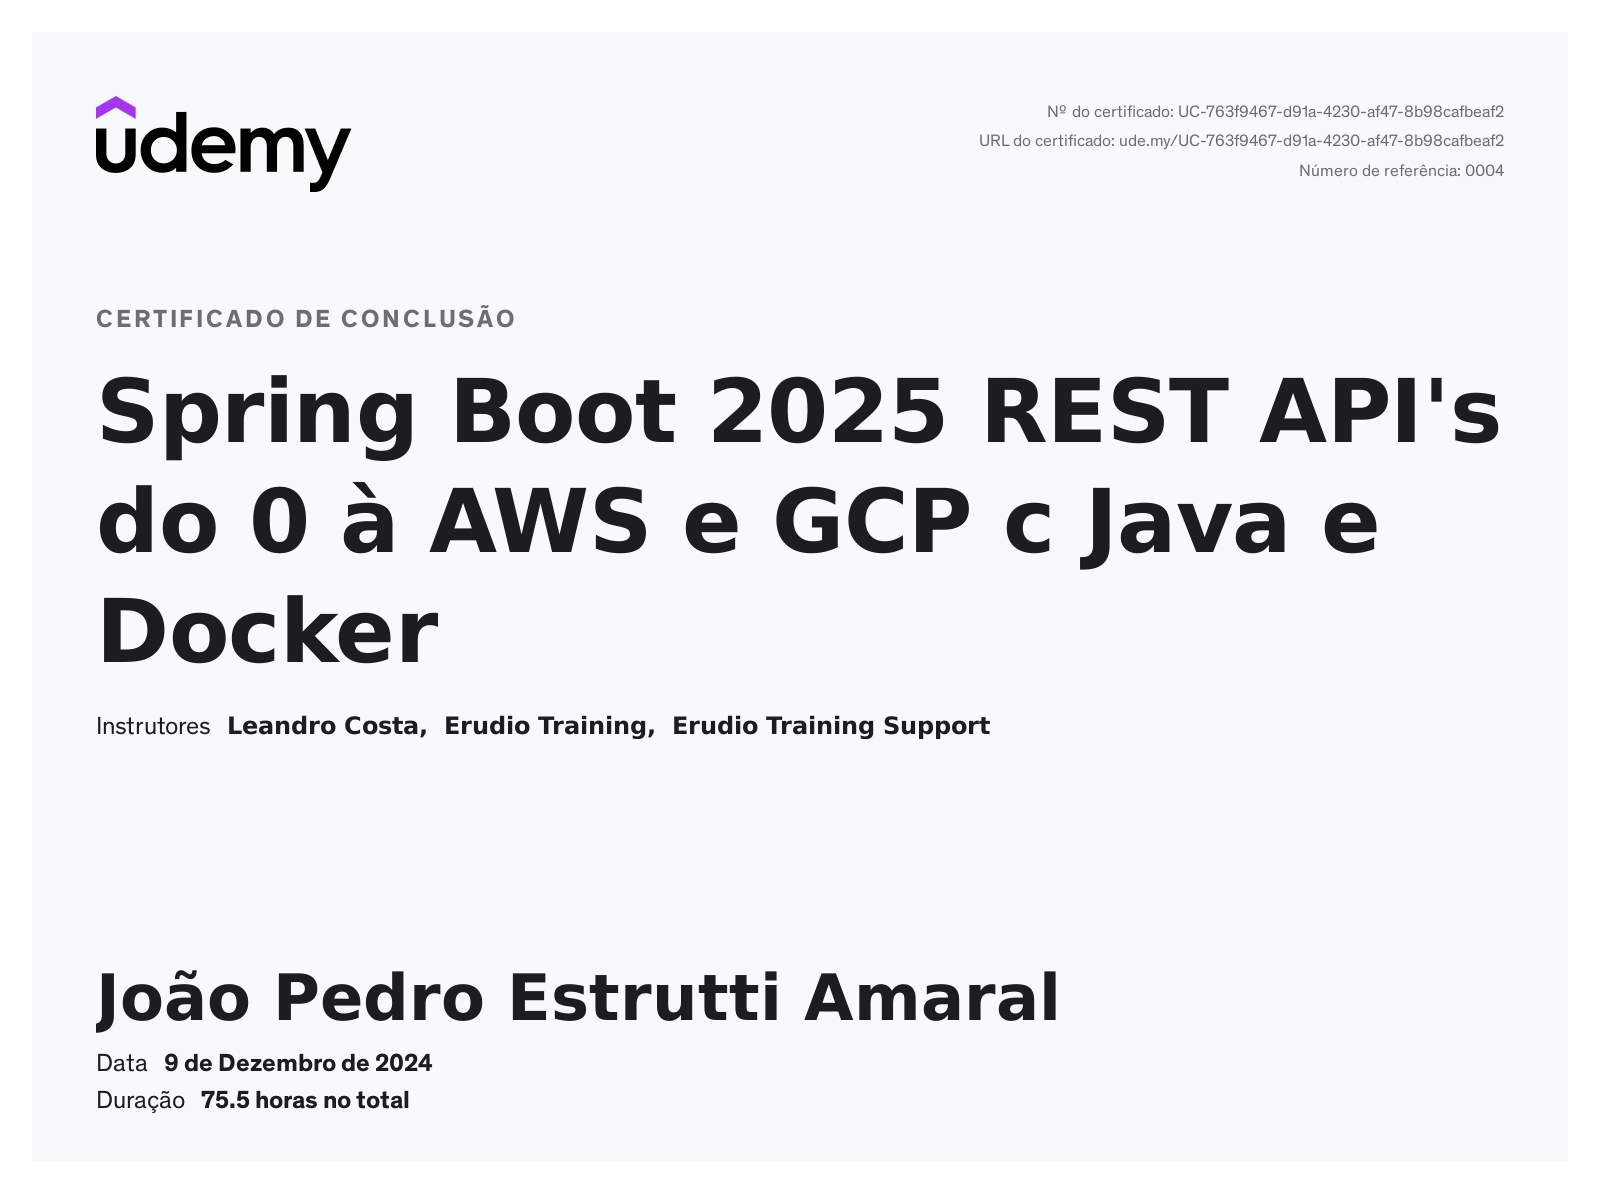 udemy
Nº do certificado: UC-763f9467-d91a-4230-af47-8b98cafbeaf2
URL do certificado: ude.my/UC-763f9467-d91a-4230-af47-8b98cafbeaf2
Número de referência: 0004
CERTIFICADO DE CONCLUSÃO
Spring Boot 2025 REST API's
do 0 à AWS e GCP c Java e
Docker
Instrutores Leandro Costa, Erudio Training, Erudio Training Support
João Pedro Estrutti Amaral
Data 9 de Dezembro de 2024
Duração 75.5 horas no total